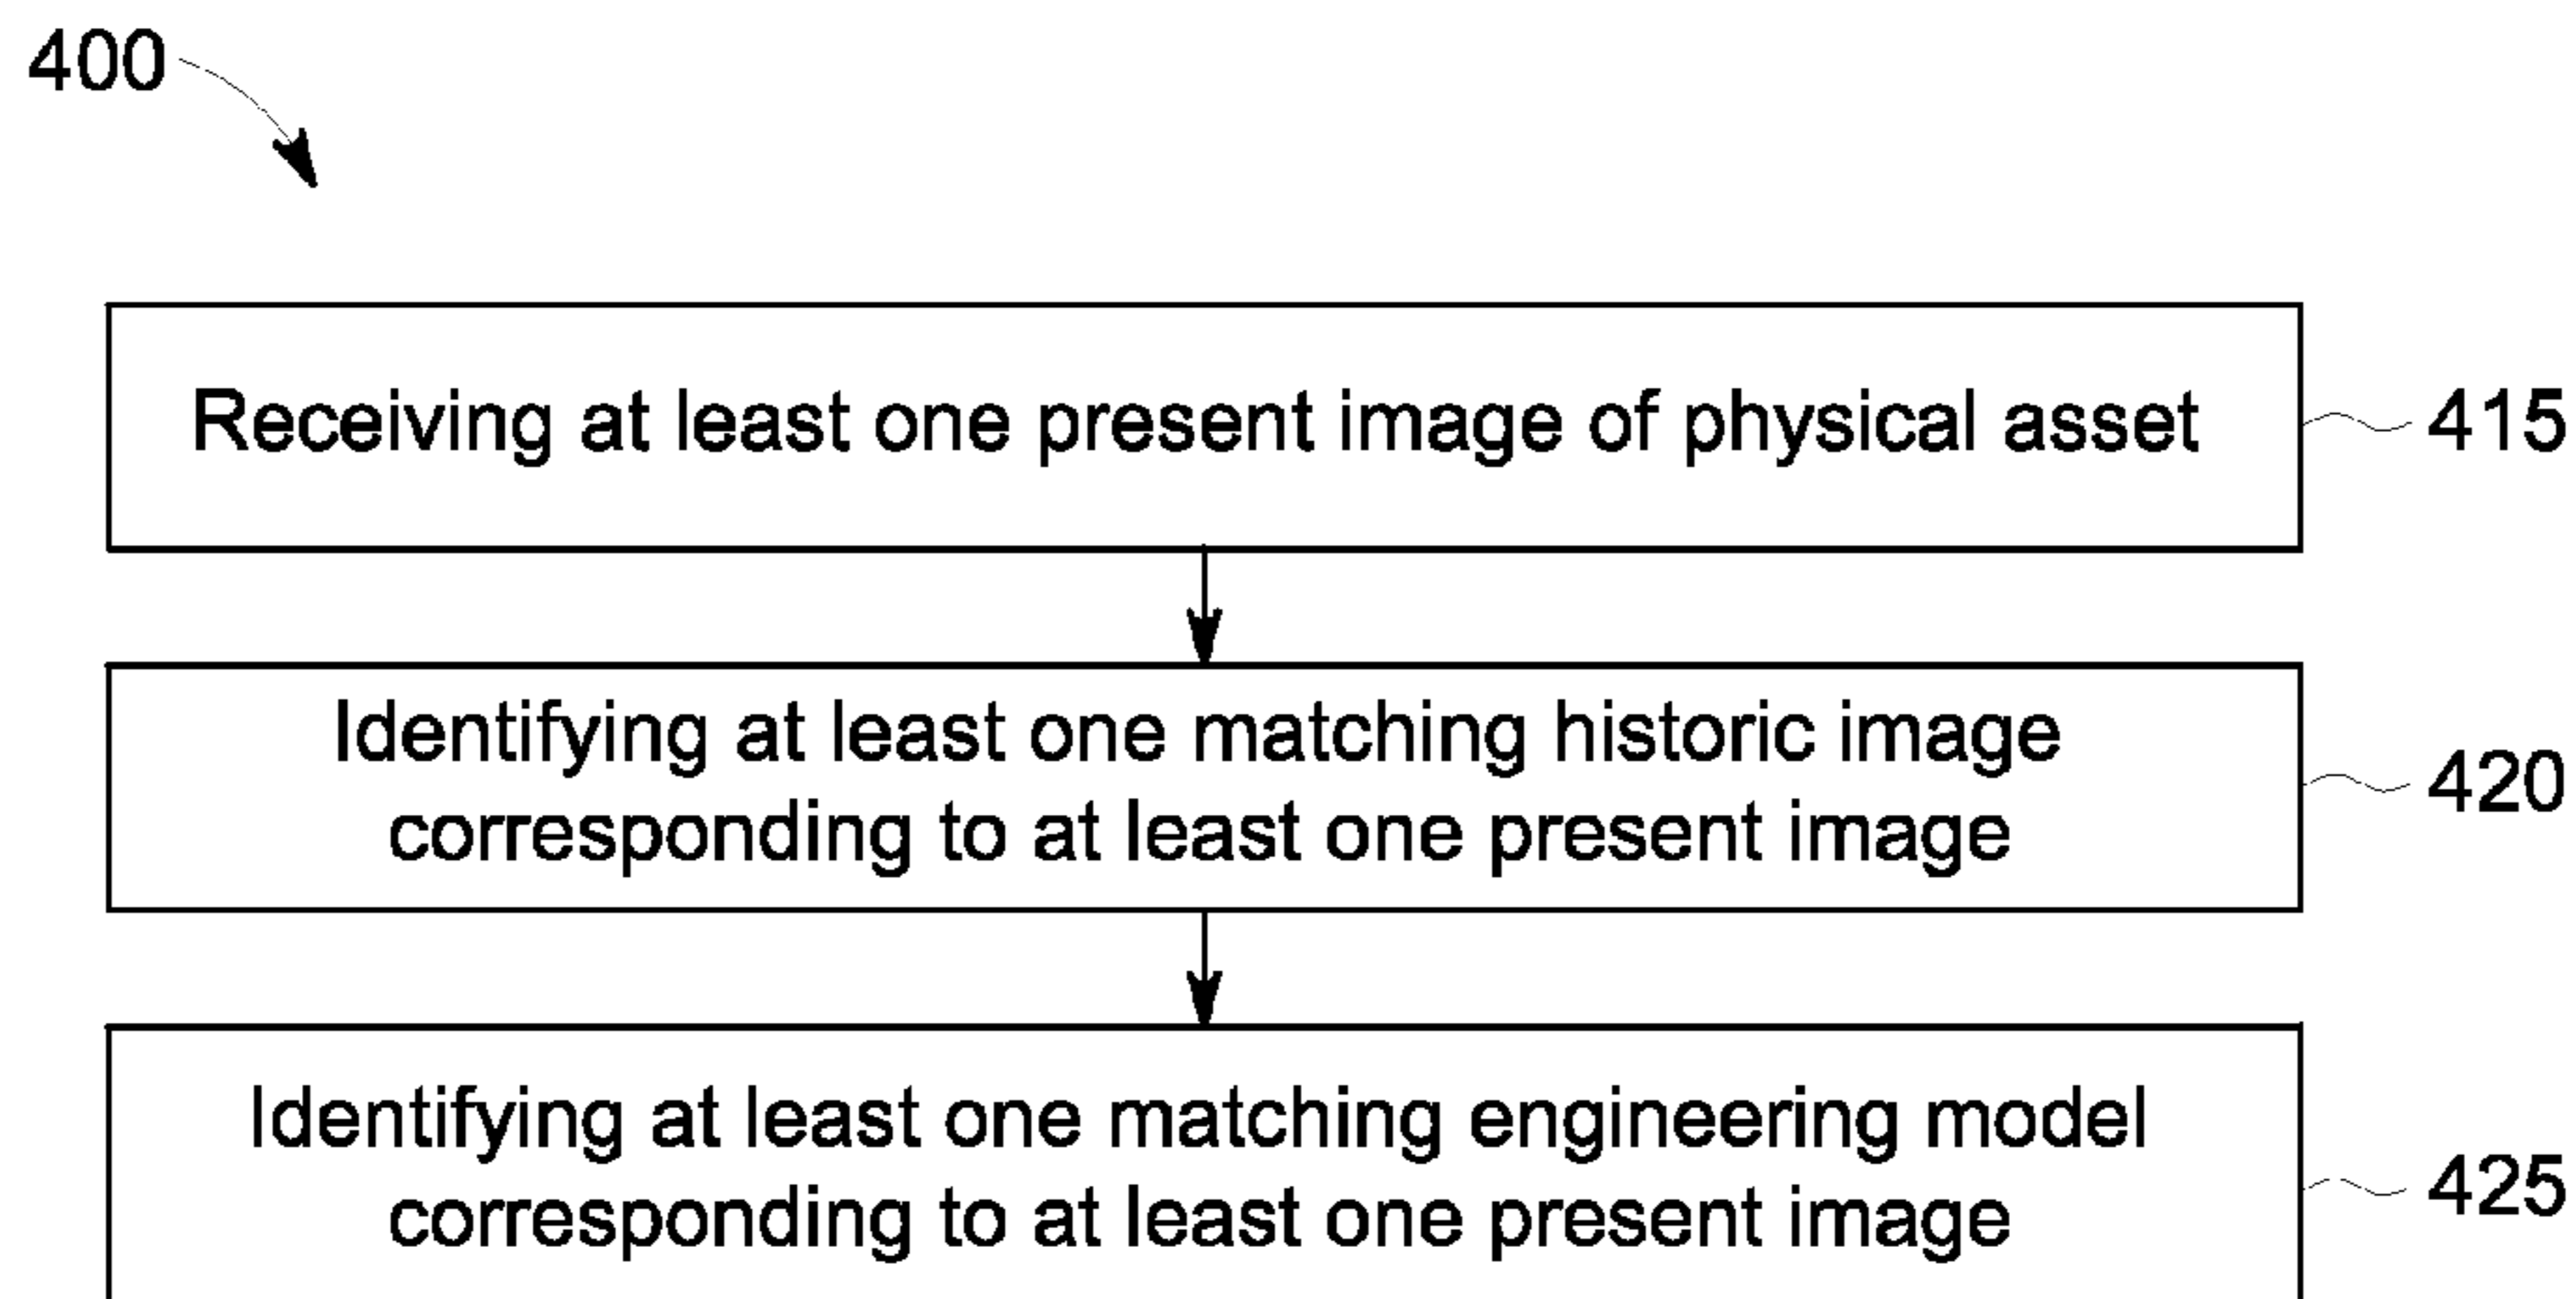 400
Receiving at least one present image of physical asset
415
Identifying at least one matching historic image
corresponding to at least one present image
420
Identifying at least one matching engineering model
corresponding to at least one present image
425